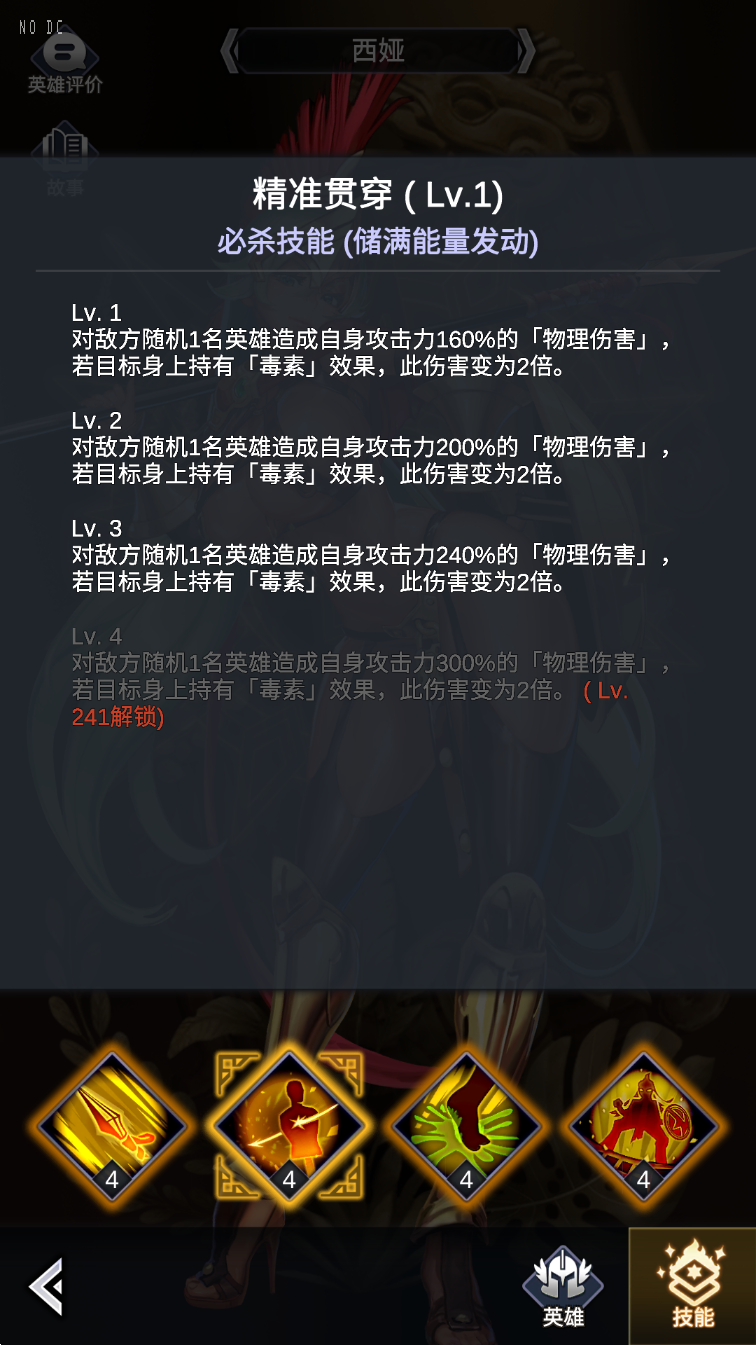 NO DC
西娅
英雄评价
故事
精准贯穿 ( Lv.1)
必杀技能 (储满能量发动)
Lv. 1
对敌方随机1名英雄造成自身攻击力160%的「物理伤害」，
若目标身上持有「毒素」效果，此伤害变为2倍。
Lv. 2
对敌方随机1名英雄造成自身攻击力200%的「物理伤害」，
若目标身上持有「毒素」效果，此伤害变为2倍。
Lv. 3
对敌方随机1名英雄造成自身攻击力240%的「物理伤害」，
若目标身上持有「毒素」效果，此伤害变为2倍。
Lv. 4
对敌方随机1名英雄造成自身攻击力300%的「物理伤害」，
若目标身上持有「毒素」效果，此伤害变为2倍。 ( Lv.
241解锁)
4 4 4 4
英雄 技能